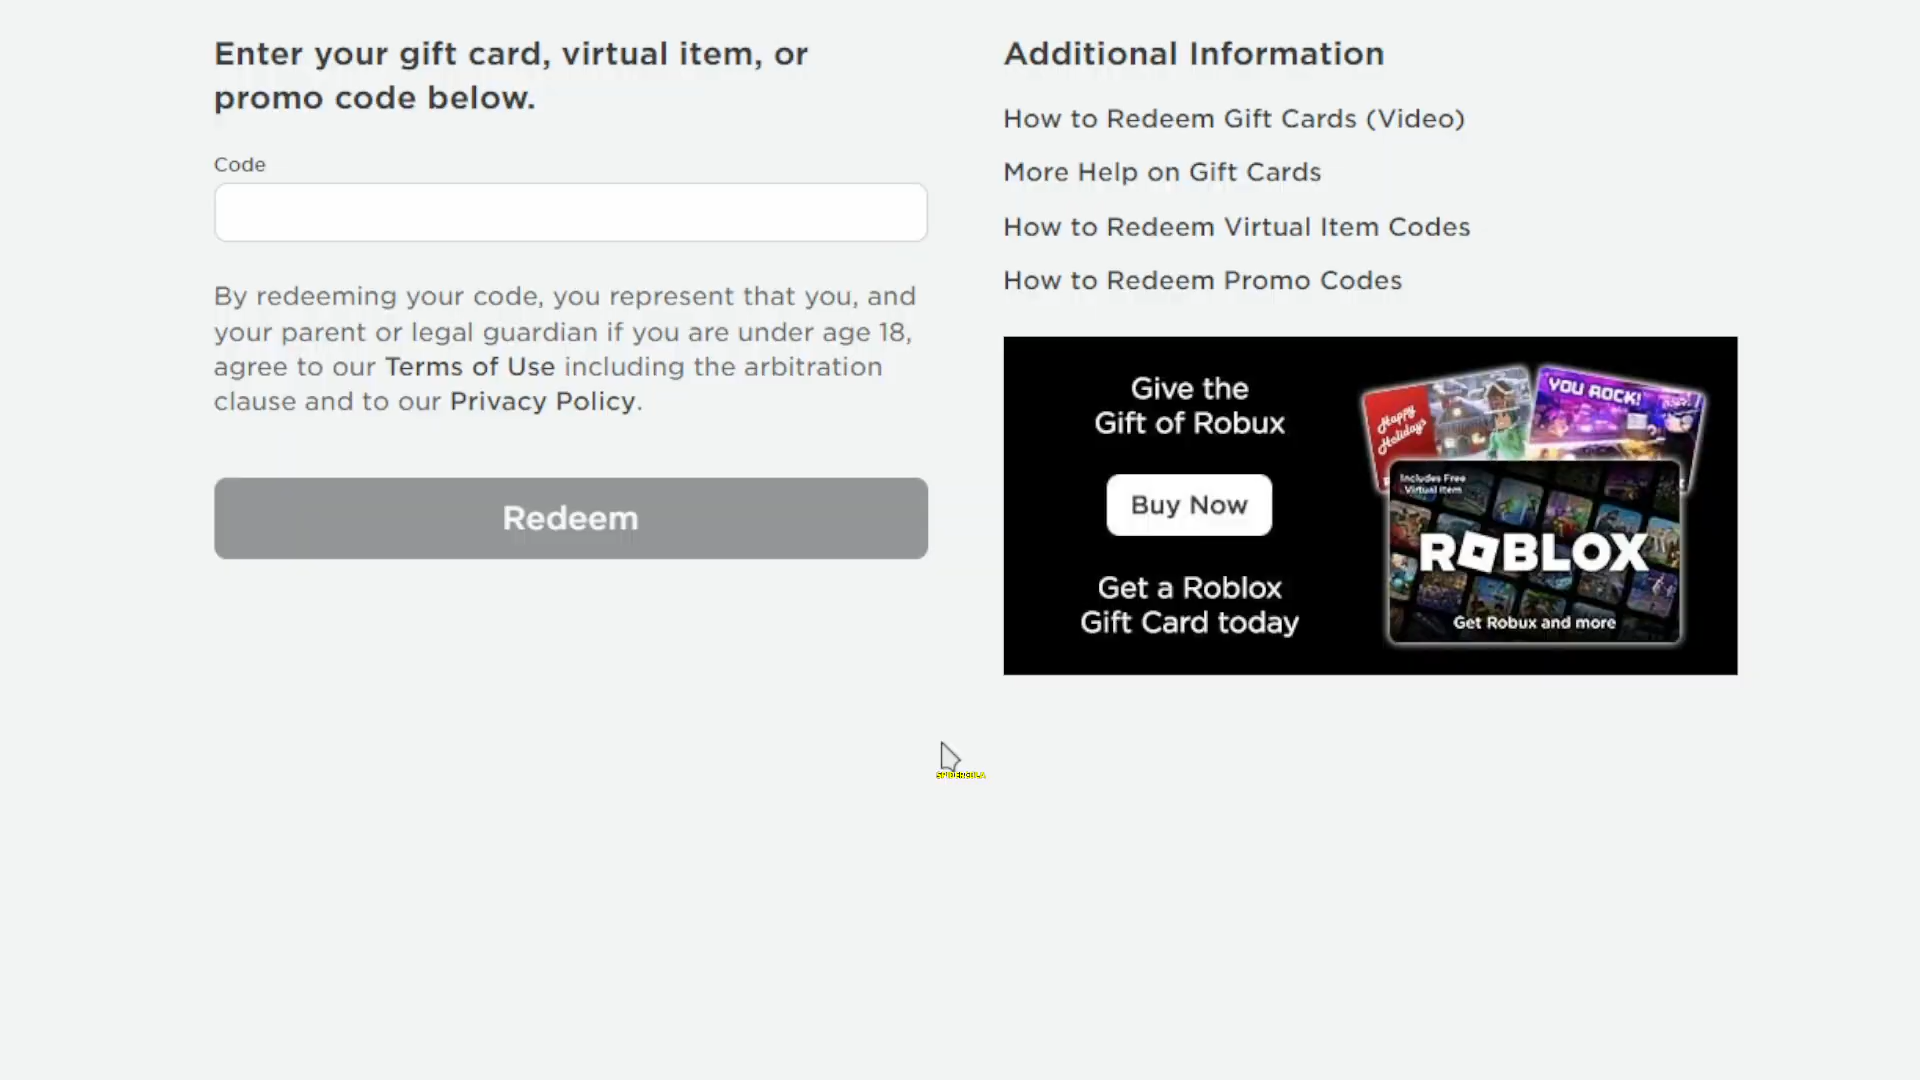 Enter your gift card, virtual item, or
promo code below.
Code
By redeeming your code, you represent that you, and
your parent or legal guardian if you are under age 18,
agree to our Terms of Use including the arbitration
clause and to our Privacy Policy.
Redeem
Additional Information
How to Redeem Gift Cards (Video)
More Help on Gift Cards
How to Redeem Virtual Item Codes
How to Redeem Promo Codes
Give the
Gift of Robux
Buy Now
Get a Roblox
Gift Card today
Happy
Holidays
YOU ROCK!
Includes Free
Virtual Item
ROBLOX
Get Robux and more